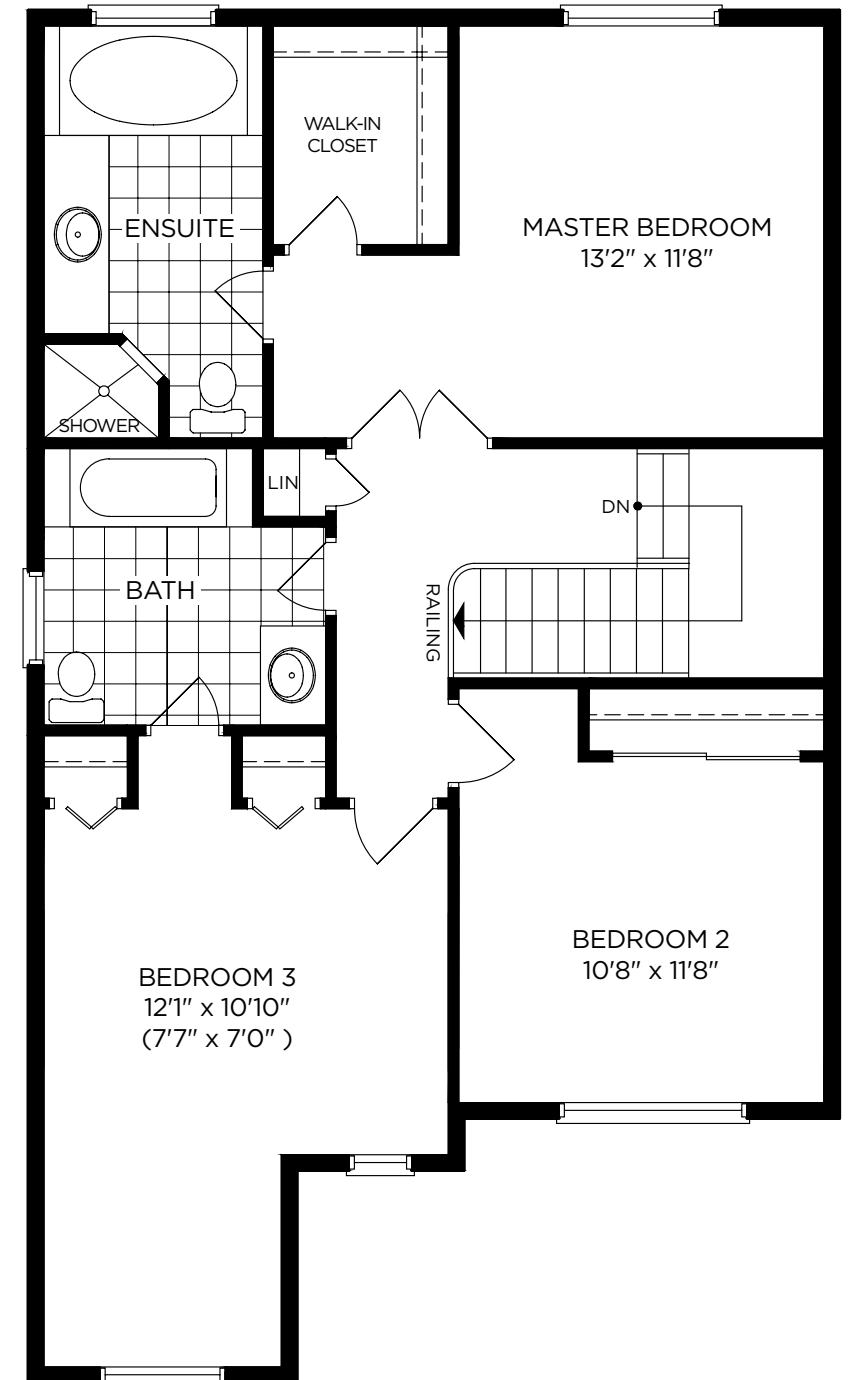 WALK-IN
CLOSET
ENSUITE
MASTER BEDROOM
13'2" x 11'8"
SHOWER
LIN
DN
BATH
RAILING
BEDROOM 2
10'8" x 11'8"
BEDROOM 3
12'1" x 10'10"
(7'7" x 7'0" )